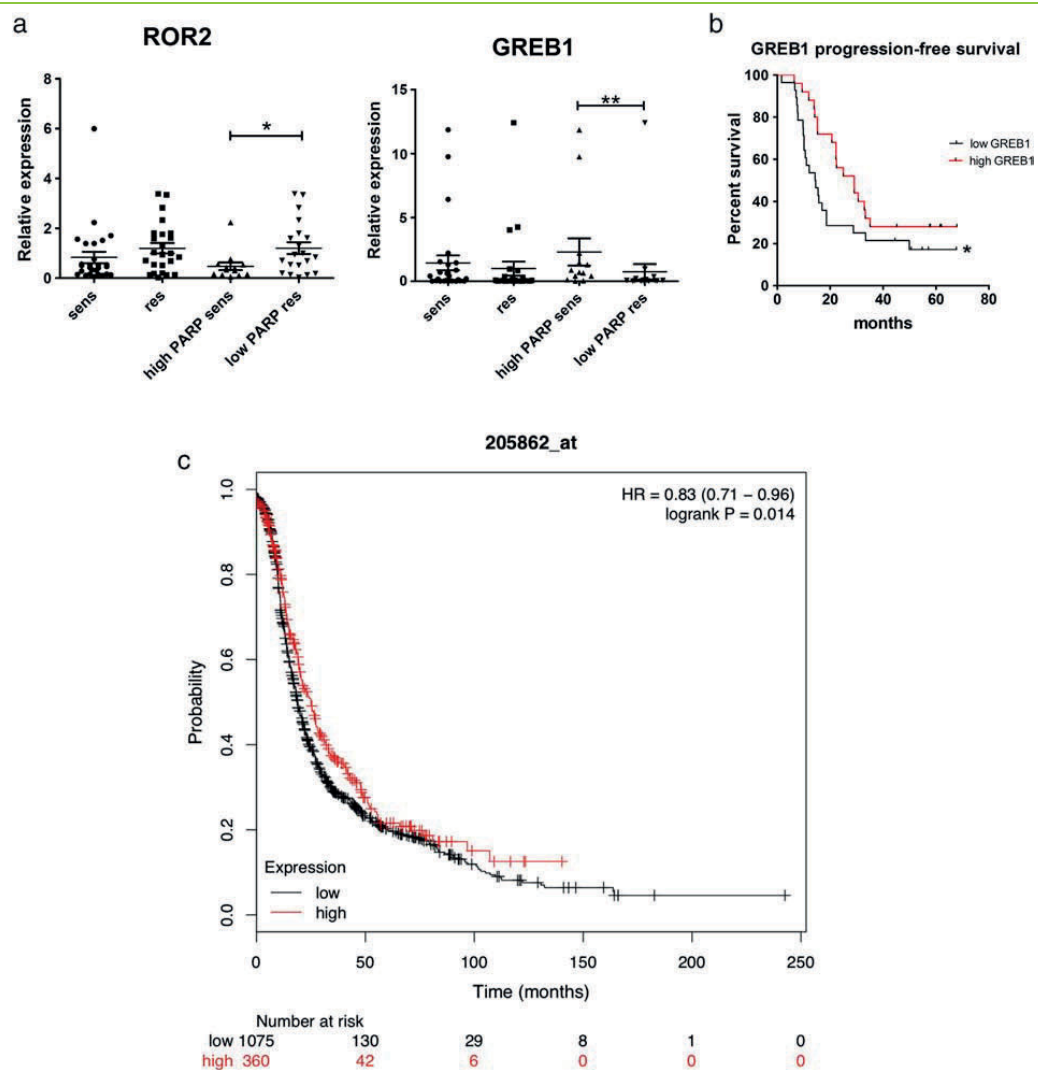 a
ROR2
Relative expression
8
6
4
2
0
sens
res
high PARP sens
low PARP res
*
GREB1
Relative expression
15
10
5
0
sens
res
high PARP sens
low PARP res
**
b
GREB1 progression-free survival
Percent survival
100
80
60
40
20
0
0 20 40 60 80
months
low GREB1
high GREB1
*
c
205862_at
HR = 0.83 (0.71 − 0.96)
logrank P = 0.014
Probability
1.0
0.8
0.6
0.4
0.2
0.0
Expression
low
high
0 50 100 150 200 250
Time (months)
Number at risk
low 1075 130 29 8 1 0
high 360 42 6 0 0 0